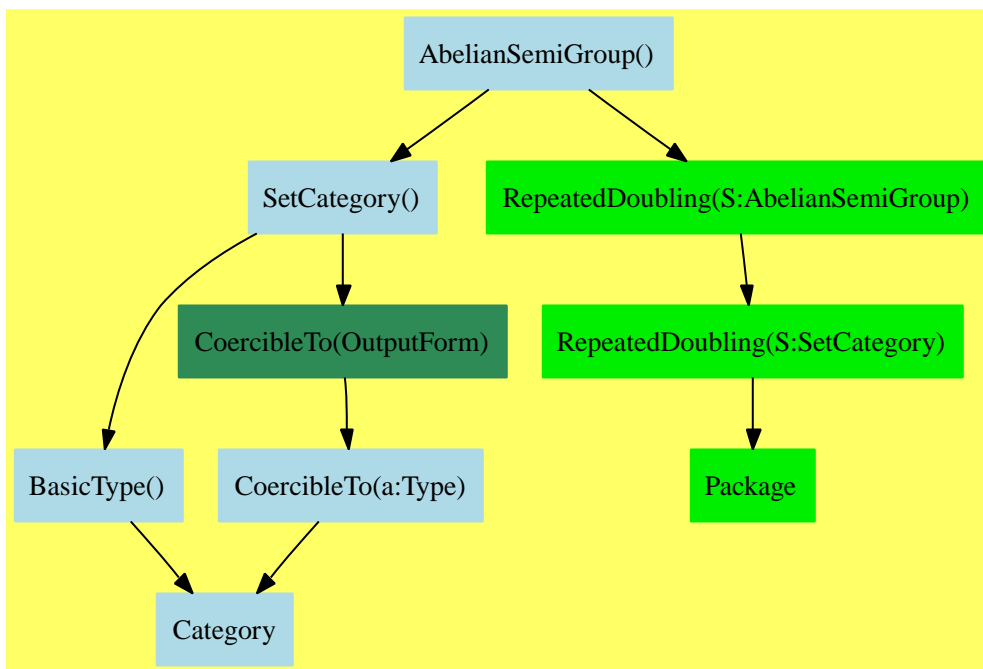 AbelianSemiGroup()
SetCategory()
RepeatedDoubling(S:AbelianSemiGroup)
CoercibleTo(OutputForm)
RepeatedDoubling(S:SetCategory)
BasicType()
CoercibleTo(a:Type)
Package
Category